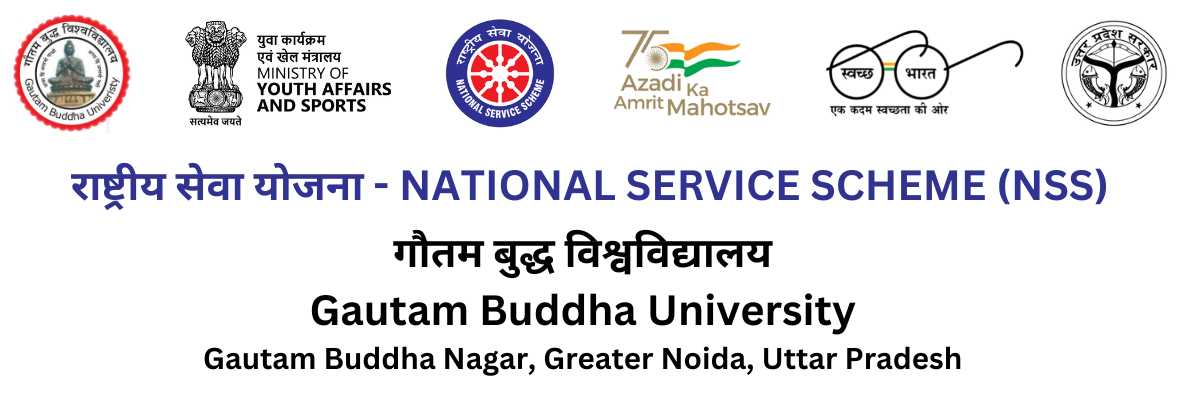 गौतम बुद्ध विश्वविद्यालय
Gautam Buddha University
सत्यमेव जयते
युवा कार्यक्रम
एवं खेल मंत्रालय
MINISTRY OF
YOUTH AFFAIRS
AND SPORTS
राष्ट्रीय सेवा योजना
NATIONAL SERVICE SCHEME
75
Azadi
Ka
Amrit Mahotsav
स्वच्छ भारत
एक कदम स्वच्छता की ओर
उत्तर प्रदेश सरकार
राष्ट्रीय सेवा योजना - NATIONAL SERVICE SCHEME (NSS)
गौतम बुद्ध विश्वविद्यालय
Gautam Buddha University
Gautam Buddha Nagar, Greater Noida, Uttar Pradesh